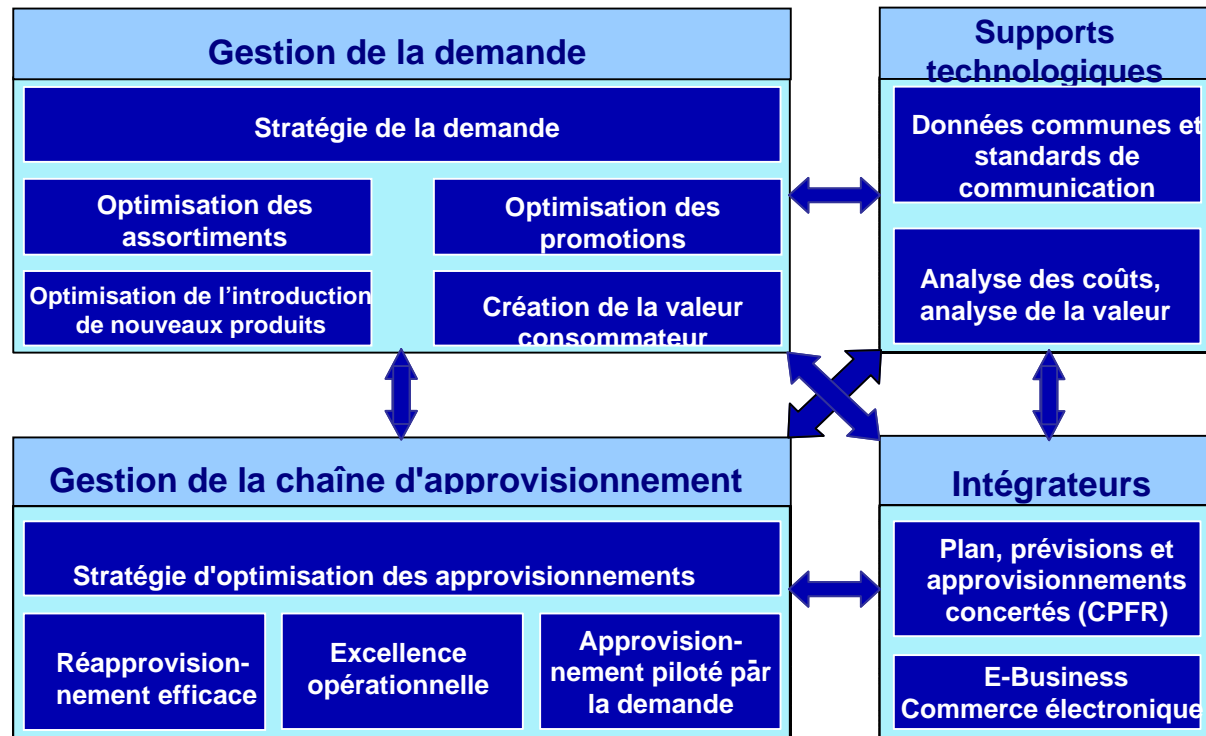 Gestion de la demande
Stratégie de la demande
Optimisation des
assortiments
Optimisation des
promotions
Optimisation de l'introduction
de nouveaux produits
Création de la valeur
consommateur
Supports
technologiques
Données communes et
standards de
communication
Analyse des coûts,
analyse de la valeur
Gestion de la chaîne d'approvisionnement
Stratégie d'optimisation des approvisionnements
Réapprovision-
nement efficace
Excellence
opérationnelle
Approvision-
nement piloté par
la demande
Intégrateurs
Plan, prévisions et
approvisionnements
concertés (CPFR)
E-Business
Commerce électronique